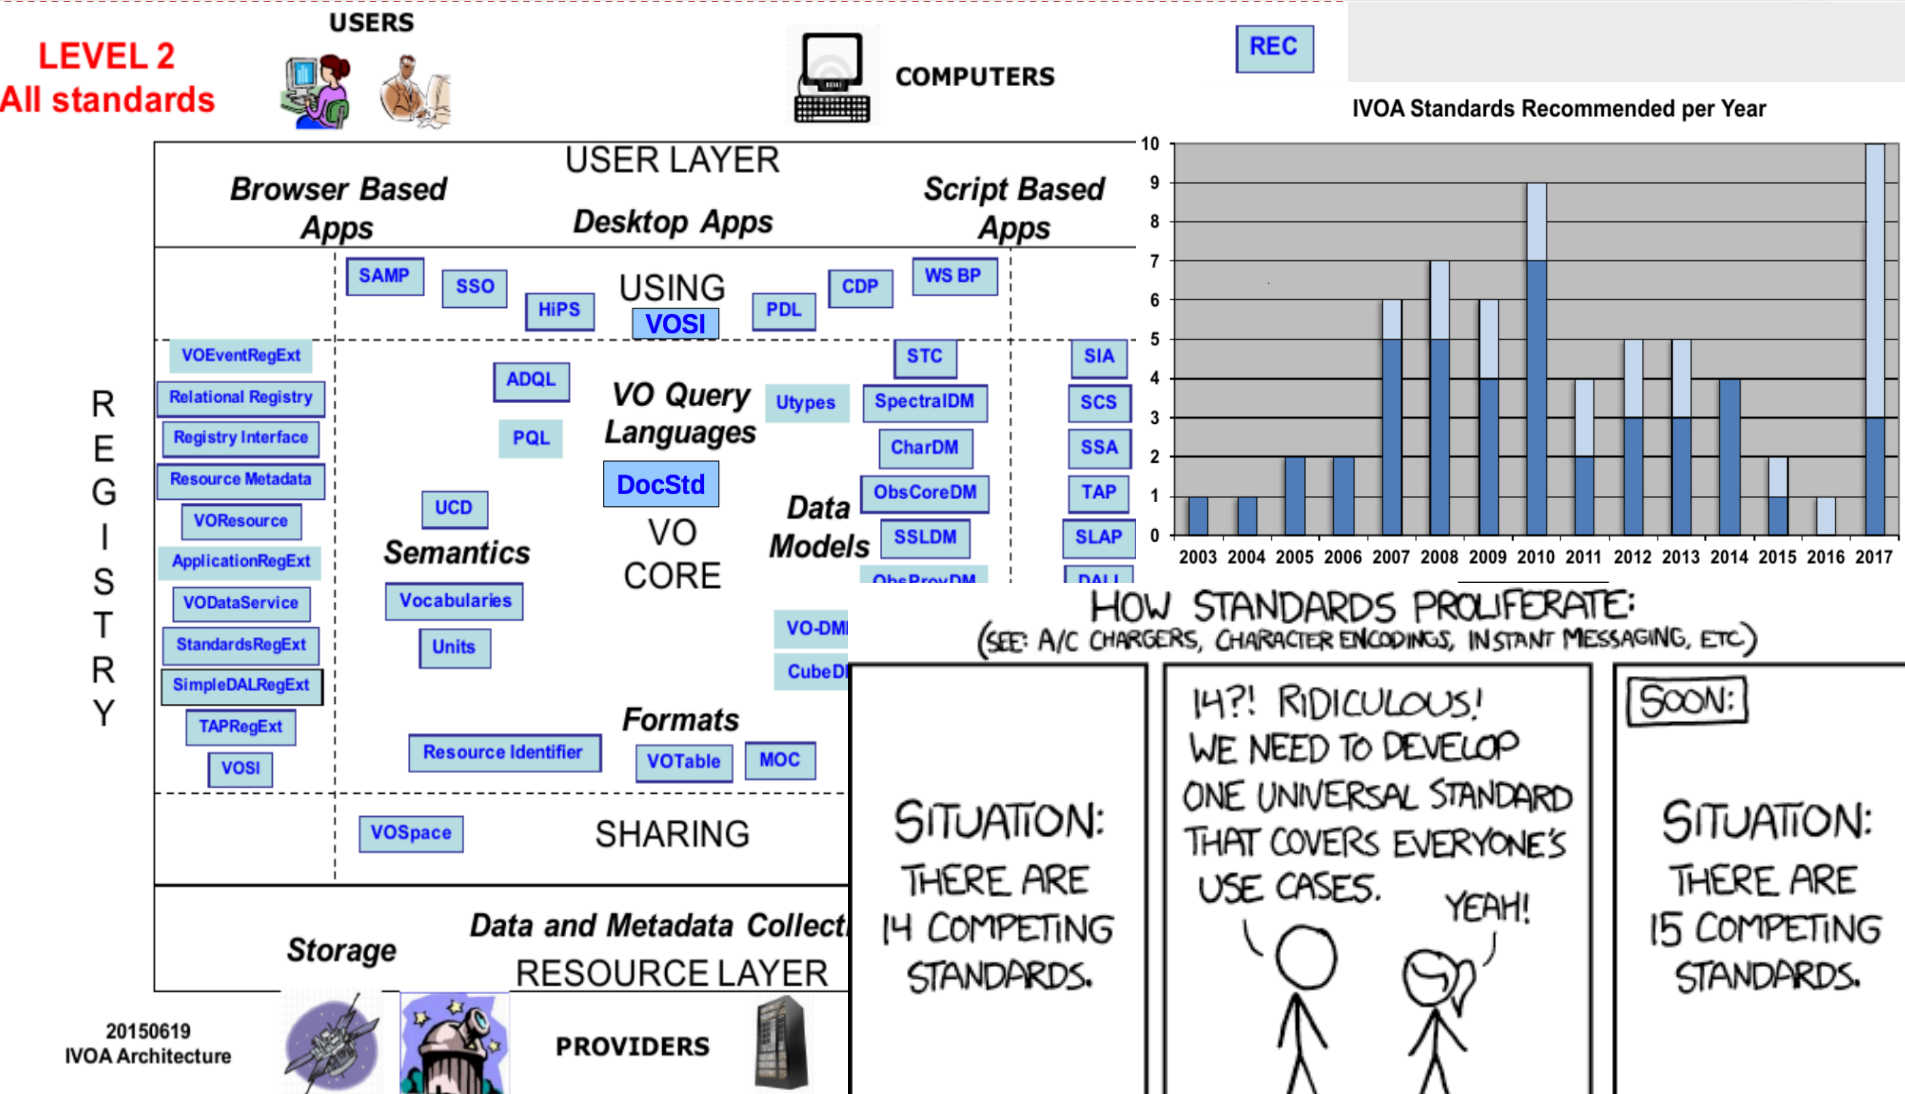 USERS
LEVEL 2
All standards
COMPUTERS
REC
USER LAYER
Browser Based
Apps
Desktop Apps
Script Based
Apps
USING
SAMP
SSO
HiPS
VOSI
PDL
CDP
WS BP
R
E
G
I
S
T
R
Y
VOEventRegExt
Relational Registry
Registry Interface
Resource Metadata
VOResource
ApplicationRegExt
VODataService
StandardsRegExt
SimpleDALRegExt
TAPRegExt
VOSI
ADQL
PQL
VO Query
Languages
DocStd
VO
CORE
UCD
Semantics
Vocabularies
Units
Utypes
Data
Models
STC
SpectralDM
CharDM
ObsCoreDM
SSLDM
ObsProvDM
VO-DM
CubeD
SIA
SCS
SSA
TAP
SLAP
DALI
Formats
Resource Identifier
VOTable
MOC
VOSpace
SHARING
Data and Metadata Collect
Storage
RESOURCE LAYER
20150619
IVOA Architecture
PROVIDERS
IVOA Standards Recommended per Year
10
9
8
7
6
5
4
3
2
1
0
2003 2004 2005 2006 2007 2008 2009 2010 2011 2012 2013 2014 2015 2016 2017
HOW STANDARDS PROLIFERATE:
(SEE: A/C CHARGERS, CHARACTER ENCODINGS, INSTANT MESSAGING, ETC)
SITUATION:
THERE ARE
14 COMPETING
STANDARDS.
14?! RIDICULOUS!
WE NEED TO DEVELOP
ONE UNIVERSAL STANDARD
THAT COVERS EVERYONE'S
USE CASES.
YEAH!
SOON:
SITUATION:
THERE ARE
15 COMPETING
STANDARDS.